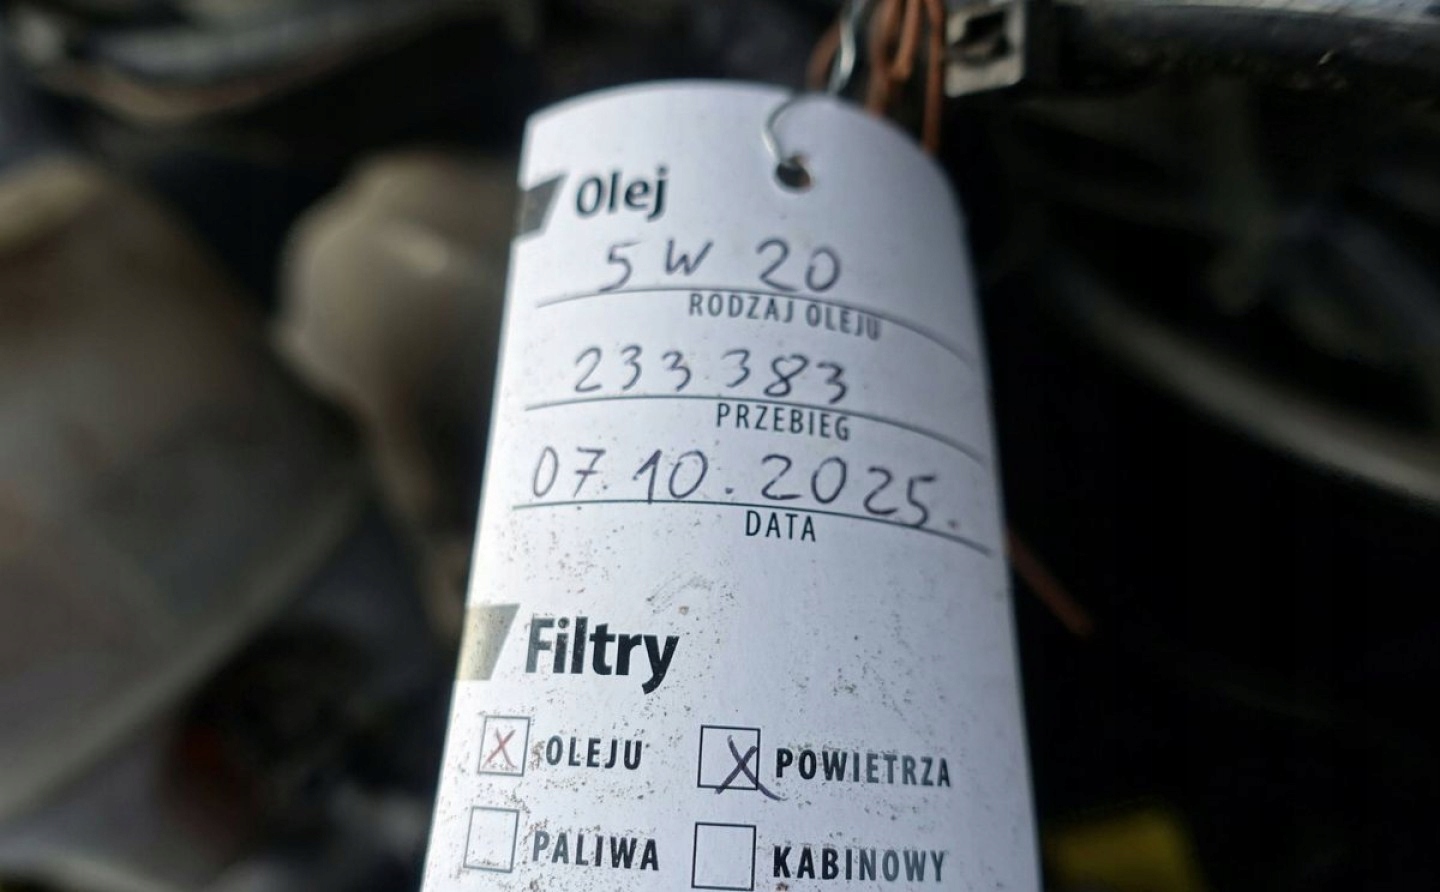 Olej
5W 20
RODZAJ OLEJU
233 383
PRZEBIEG
07.10.2025.
DATA
Filtry
X OLEJU X POWIETRZA
PALIWA KABINOWY